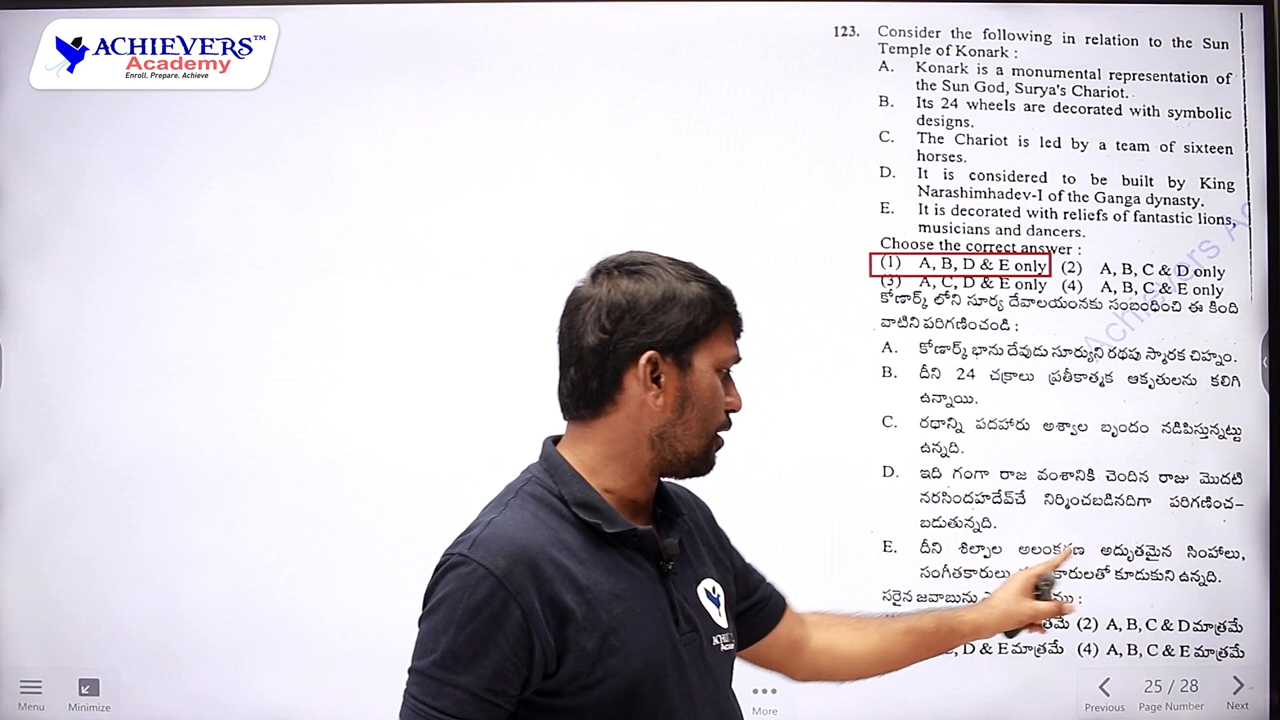 ACHIEVERS™
Academy
Enroll. Prepare. Achieve
123. Consider the following in relation to the Sun
Temple of Konark :
A. Konark is a monumental representation of
the Sun God, Surya's Chariot.
B. Its 24 wheels are decorated with symbolic
designs.
C. The Chariot is led by a team of sixteen
horses.
D. It is considered to be built by King
Narashimhadev-I of the Ganga dynasty.
E. It is decorated with reliefs of fantastic lions,
musicians and dancers.
Choose the correct answer :
(1) A, B, D & E only (2) A, B, C & D only
(3) A, C, D & E only (4) A, B, C & E only
కోణార్క్ లోని సూర్య దేవాలయంనకు సంబంధించి ఈ కింది
వాటిని పరిగణించండి :
A. కోణార్క్ భాను దేవుడు సూర్యుని రథపు స్మారక చిహ్నం.
B. దీని 24 చక్రాలు ప్రతీకాత్మక ఆకృతులను కలిగి
ఉన్నాయి.
C. రథాన్ని పదహారు అశ్వాల బృందం నడిపిస్తున్నట్టు
ఉన్నది.
D. ఇది గంగా రాజ వంశానికి చెందిన రాజు మొదటి
నరసిందహదేవ్‌చే నిర్మించబడినదిగా పరిగణించ-
బడుతున్నది.
E. దీని శిల్పాల అలంకరణ అద్భుతమైన సింహాలు,
సంగీతకారులు కారులతో కూడుకుని ఉన్నది.
సరైన జవాబును :
(2) A, B, C & D మాత్రమే
D & E మాత్రమే (4) A, B, C & E మాత్రమే
Achievers Ac
Academy
Menu
Minimize
More
Previous
25 / 28
Page Number
Next